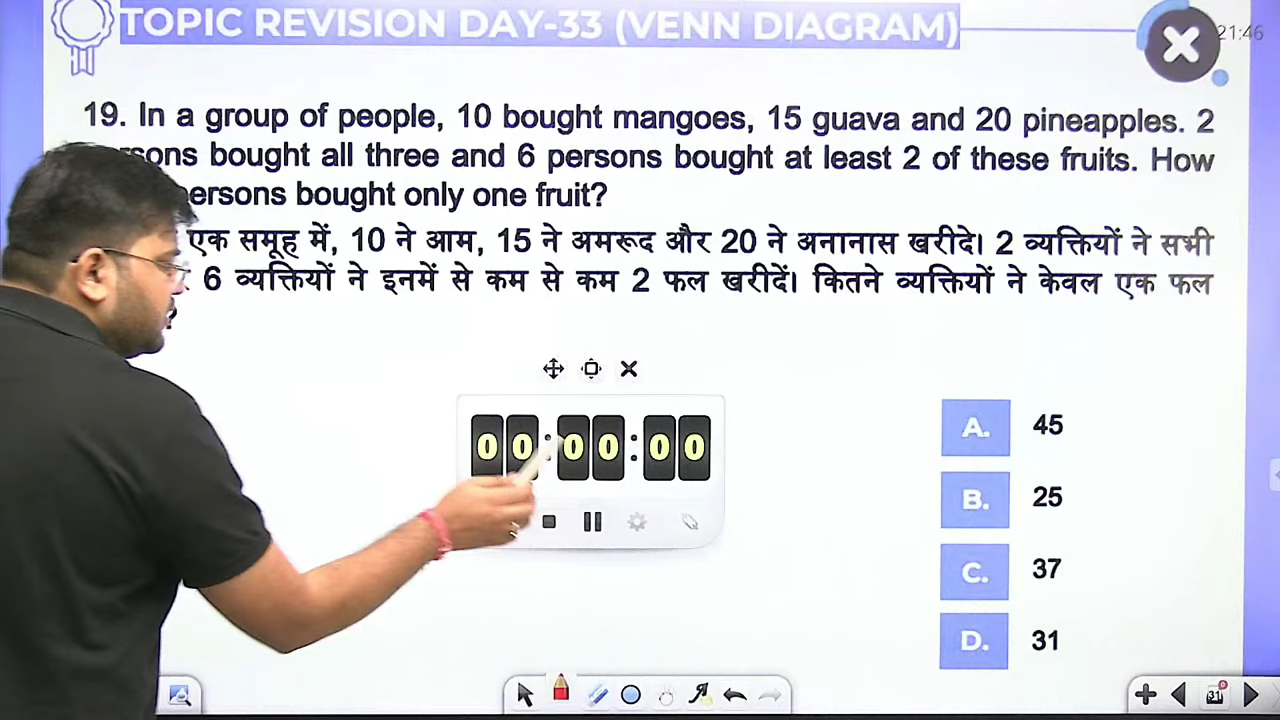 TOPIC REVISION DAY-33 (VENN DIAGRAM)
21:46
19. In a group of people, 10 bought mangoes, 15 guava and 20 pineapples. 2
bought all three and 6 persons bought at least 2 of these fruits. How
persons bought only one fruit?
एक समूह में, 10 ने आम, 15 ने अमरूद और 20 ने अनानास खरीदे। 2 व्यक्तियों ने सभी
6 व्यक्तियों ने इनमें से कम से कम 2 फल खरीदें। कितने व्यक्तियों ने केवल एक फल
?
00:00:00
A. 45
B. 25
C. 37
D. 31
31
0